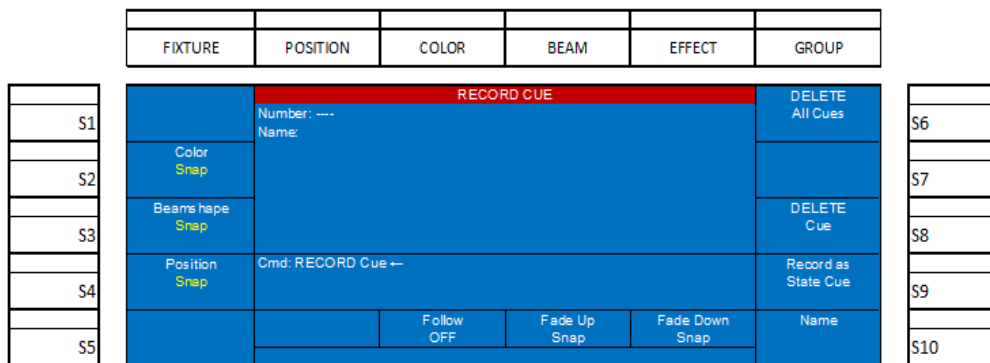 FIXTURE POSITION COLOR BEAM EFFECT GROUP
RECORD CUE
Number: ----
Name:
DELETE
All Cues
S1
S6
Color
Snap
S2
S7
Beamshape
Snap
DELETE
Cue
S3
S8
Position
Snap
Cmd: RECORD Cue ←
Record as
State Cue
S4
S9
Follow
OFF
Fade Up
Snap
Fade Down
Snap
Name
S5
S10